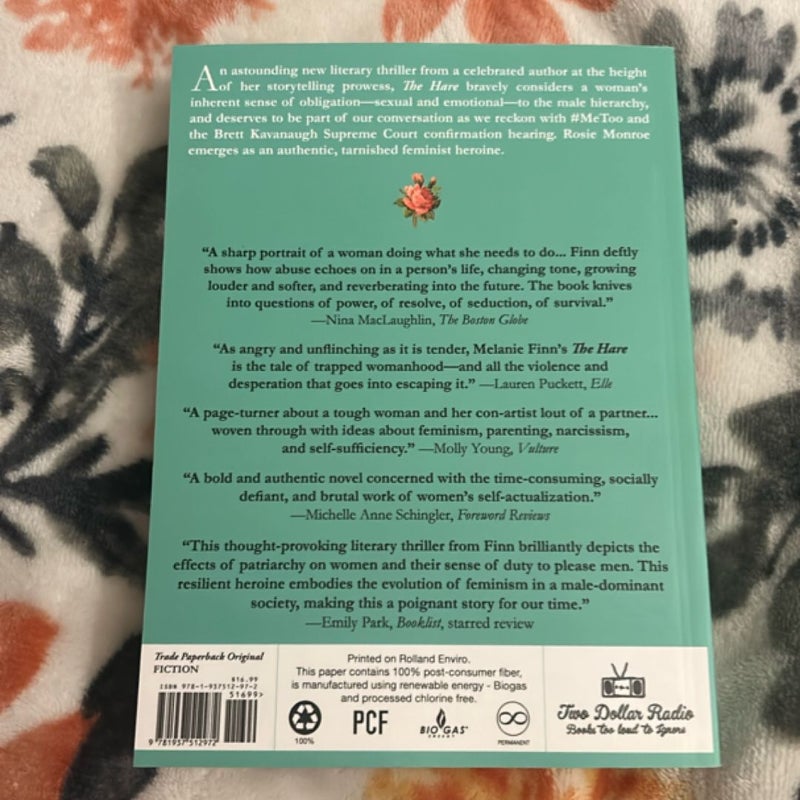 An astounding new literary thriller from a celebrated author at the height
of her storytelling prowess, The Hare bravely considers a woman's
inherent sense of obligation—sexual and emotional—to the male hierarchy,
and deserves to be part of our conversation as we reckon with #MeToo and
the Brett Kavanaugh Supreme Court confirmation hearing. Rosie Monroe
emerges as an authentic, tarnished feminist heroine.
“A sharp portrait of a woman doing what she needs to do... Finn deftly
shows how abuse echoes on in a person's life, changing tone, growing
louder and softer, and reverberating into the future. The book knives
into questions of power, of resolve, of seduction, of survival.”
—Nina MacLaughlin, The Boston Globe
“As angry and unflinching as it is tender, Melanie Finn's The Hare
is the tale of trapped womanhood—and all the violence and
desperation that goes into escaping it.” —Lauren Puckett, Elle
“A page-turner about a tough woman and her con-artist lout of a partner...
woven through with ideas about feminism, parenting, narcissism,
and self-sufficiency.” —Molly Young, Vulture
“A bold and authentic novel concerned with the time-consuming, socially
defiant, and brutal work of women's self-actualization.”
—Michelle Anne Schingler, Foreword Reviews
“This thought-provoking literary thriller from Finn brilliantly depicts the
effects of patriarchy on women and their sense of duty to please men. This
resilient heroine embodies the evolution of feminism in a male-dominant
society, making this a poignant story for our time.”
—Emily Park, Booklist, starred review
Trade Paperback Original
FICTION
$16.99
ISBN 978-1-937512-97-2
51699>
9 781937 512972
Printed on Rolland Enviro.
This paper contains 100% post-consumer fiber,
is manufactured using renewable energy - Biogas
and processed chlorine free.
100%
PCF
BIOGAS
ENERGY
PERMANENT
Two Dollar Radio
Books too loud to Ignore